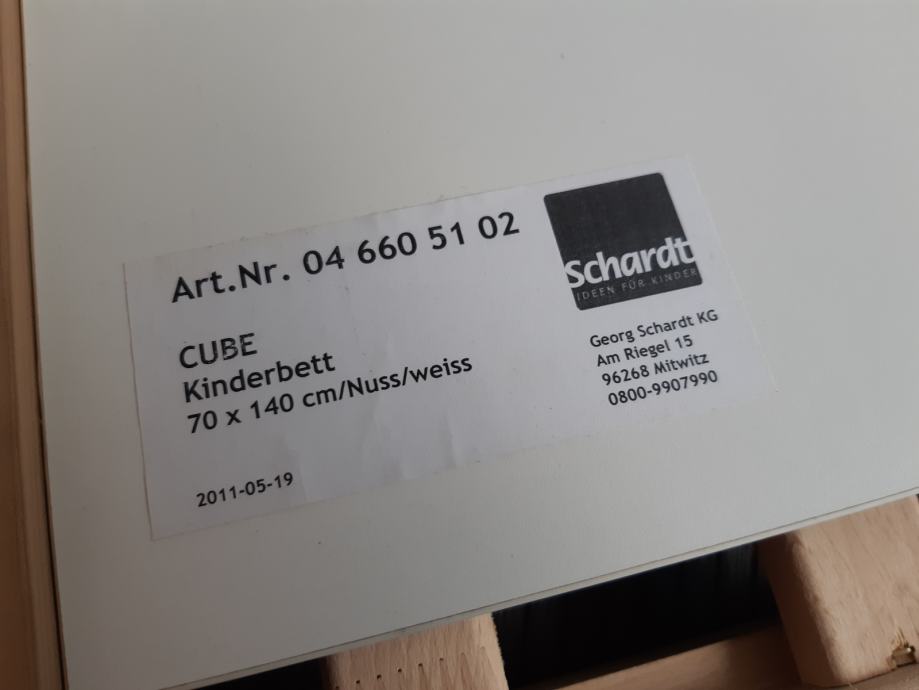 Art.Nr. 04 660 51 02
CUBE
Kinderbett
70 x 140 cm/Nuss/weiss
2011-05-19
Schardt
IDEEN FÜR KINDER
Georg Schardt KG
Am Riegel 15
96268 Mitwitz
0800-9907990